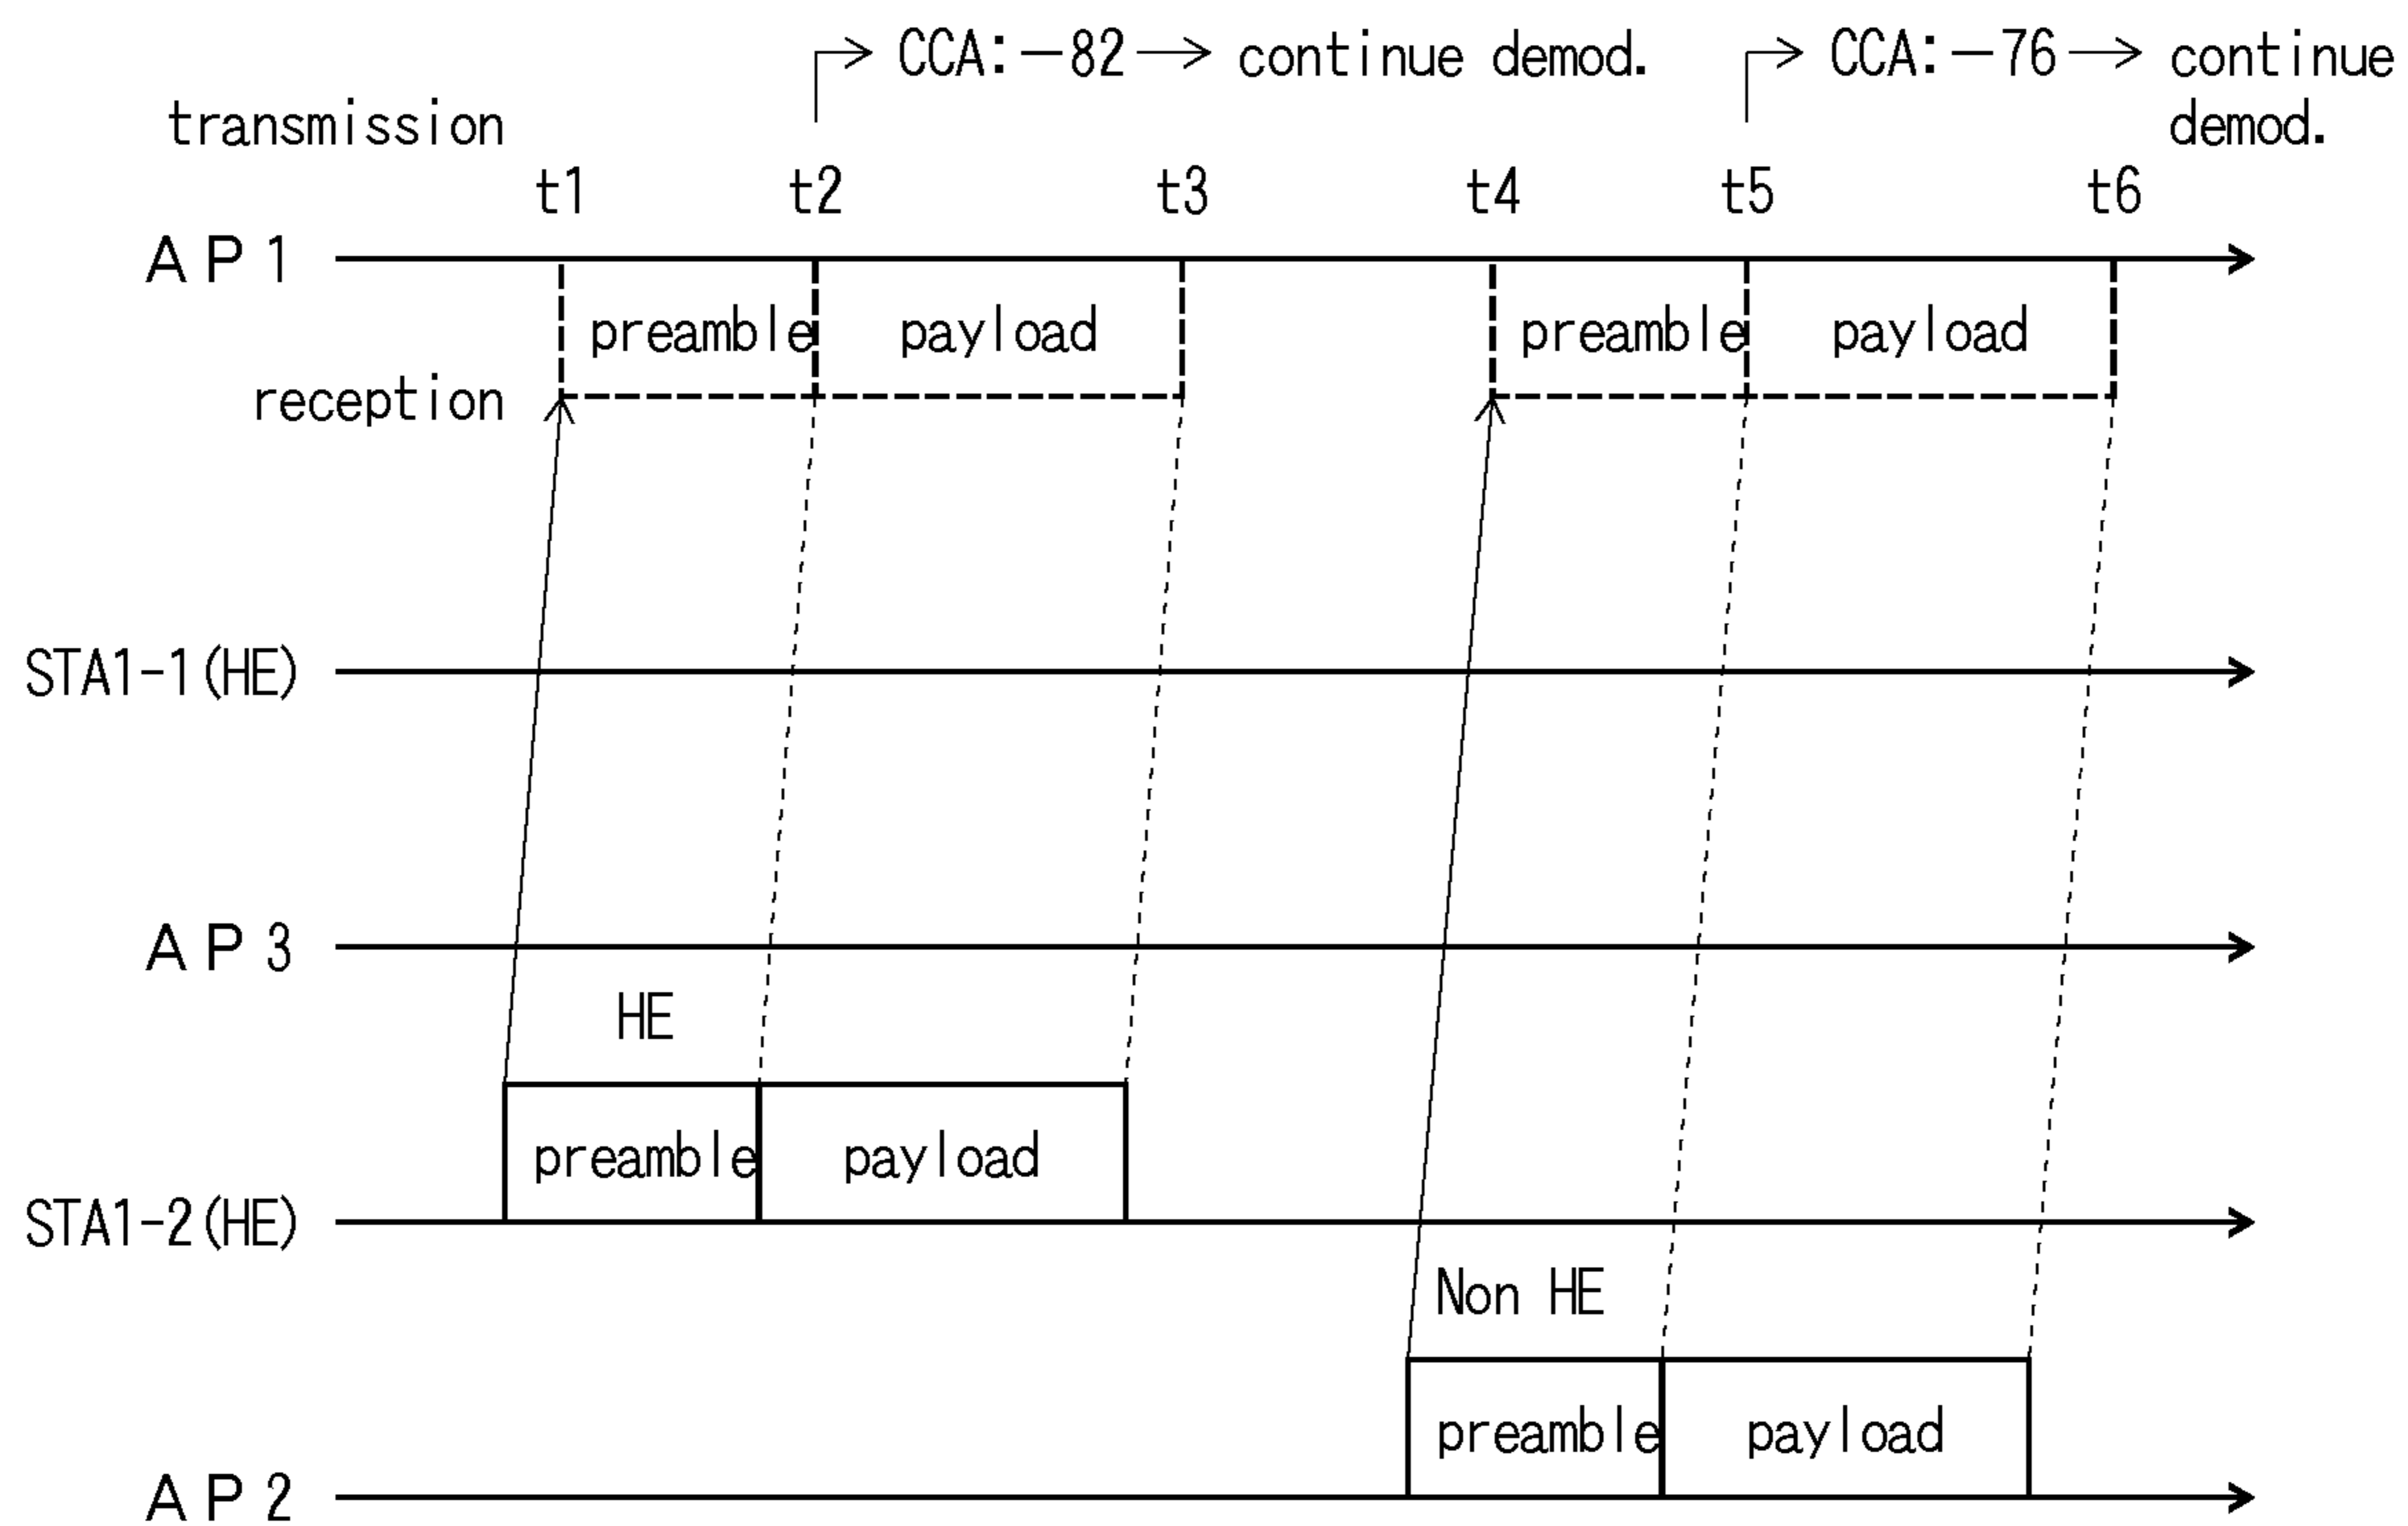 CCA:−82 continue demod. CCA:−76 continue
demod.
transmission
t1 t2 t3 t4 t5 t6
AP1
preamble payload preamble payload
reception
STA1-1(HE)
AP3
HE
preamble payload
STA1-2(HE)
Non HE
preamble payload
AP2